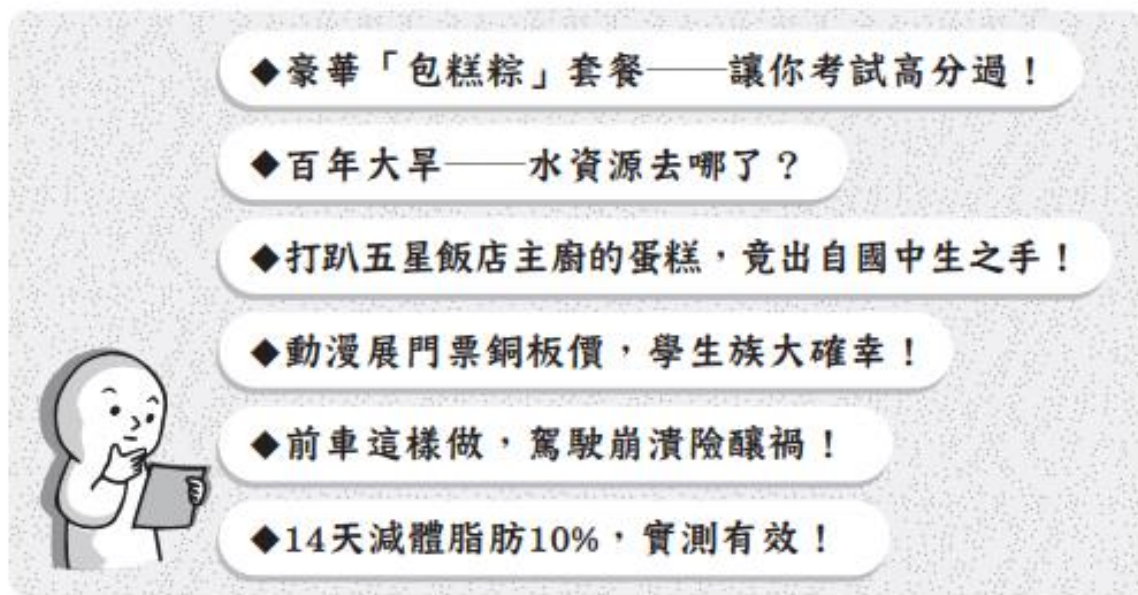 ◆豪華「包糕粽」套餐——讓你考試高分過！
◆百年大旱——水資源去哪了？
◆打趴五星飯店主廚的蛋糕，竟出自國中生之手！
◆動漫展門票銅板價，學生族大確幸！
◆前車這樣做，駕駛崩潰險釀禍！
◆14天減體脂肪10%，實測有效！